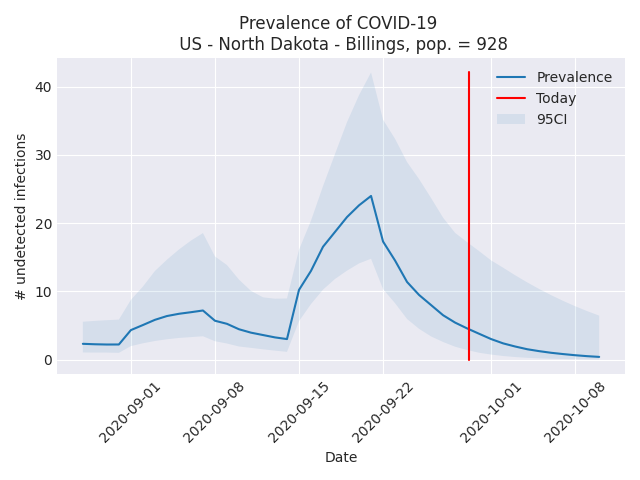 Prevalence of COVID-19
US - North Dakota - Billings, pop. = 928
Prevalence
Today
95CI
# undetected infections
40
30
20
10
0
2020-09-01
2020-09-08
2020-09-15
2020-09-22
2020-10-01
2020-10-08
Date